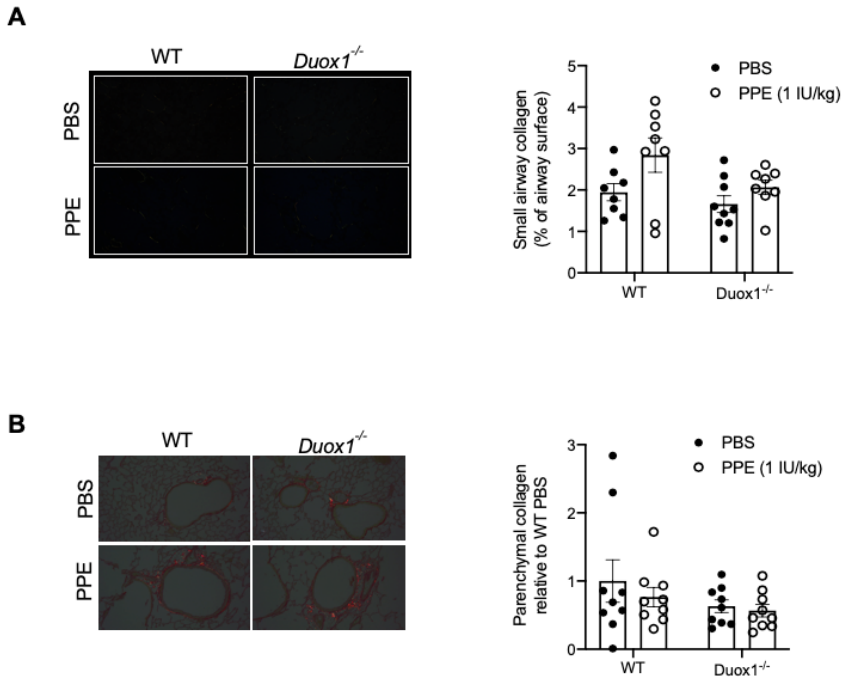 A
WT Duox1-/-
PBS
PPE
Small airway collagen
(% of airway surface)
5
4
3
2
1
0
PBS
PPE (1 IU/kg)
WT Duox1-/-
B
WT Duox1-/-
PBS
PPE
Parenchymal collagen
relative to WT PBS
3
2
1
0
PBS
PPE (1 IU/kg)
WT Duox1-/-